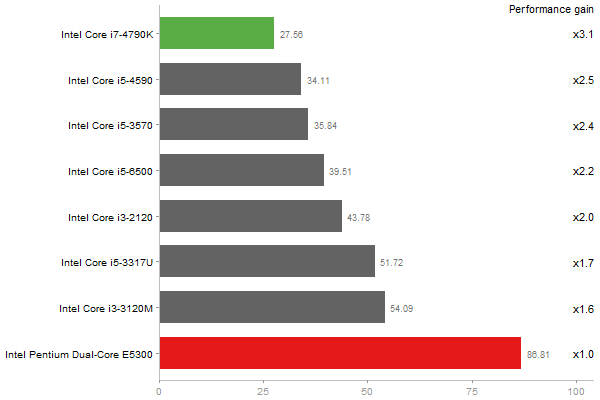 Performance gain
Intel Core i7-4790K 27.56 x3.1
Intel Core i5-4590 34.11 x2.5
Intel Core i5-3570 35.84 x2.4
Intel Core i5-6500 39.51 x2.2
Intel Core i3-2120 43.78 x2.0
Intel Core i5-3317U 51.72 x1.7
Intel Core i3-3120M 54.09 x1.6
Intel Pentium Dual-Core E5300 86.81 x1.0
0 25 50 75 100